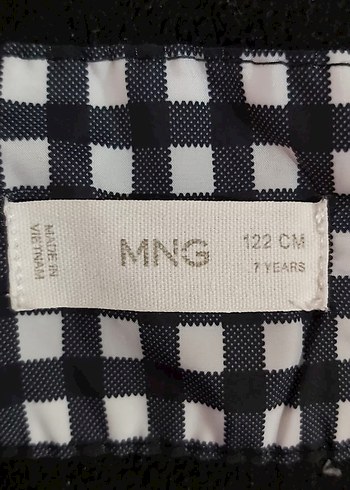 MADE IN
VIETNAM
MNG
122 CM
7 YEARS